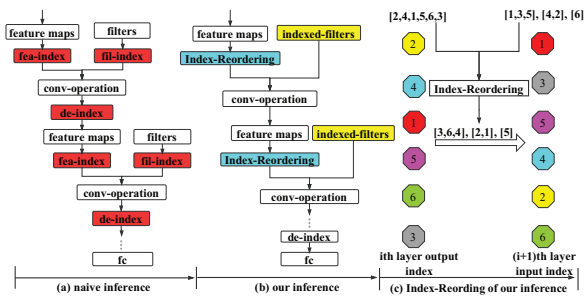 feature maps
filters
fea-index
fil-index
conv-operation
de-index
feature maps
filters
fea-index
fil-index
conv-operation
de-index
fc
(a) naive inference
feature maps
indexed-filters
Index-Reordering
conv-operation
feature maps
indexed-filters
Index-Reordering
conv-operation
de-index
fc
(b) our inference
[2,4,1,5,6,3]
[1,3,5], [4,2], [6]
2
1
4
Index-Reordering
3
1
[3,6,4], [2,1], [5]
5
5
4
6
2
3
6
ith layer output
index
(i+1)th layer
input index
(c) Index-Reording of our inference